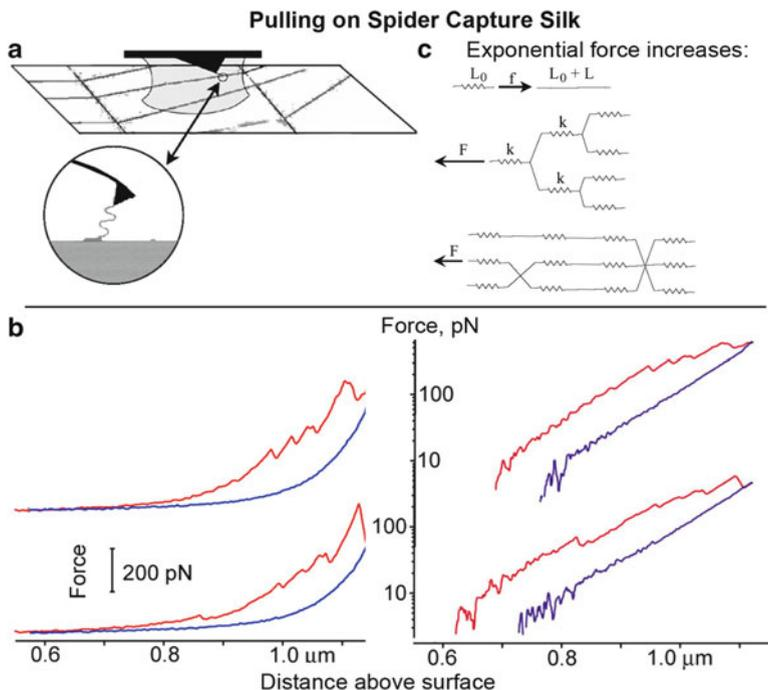 Pulling on Spider Capture Silk
a
c Exponential force increases:
L0 f L0 + L
k
F k
k
F
b
Force, pN
100
10
100
10
Force
200 pN
0.6 0.8 1.0 μm
0.6 0.8 1.0 μm
Distance above surface